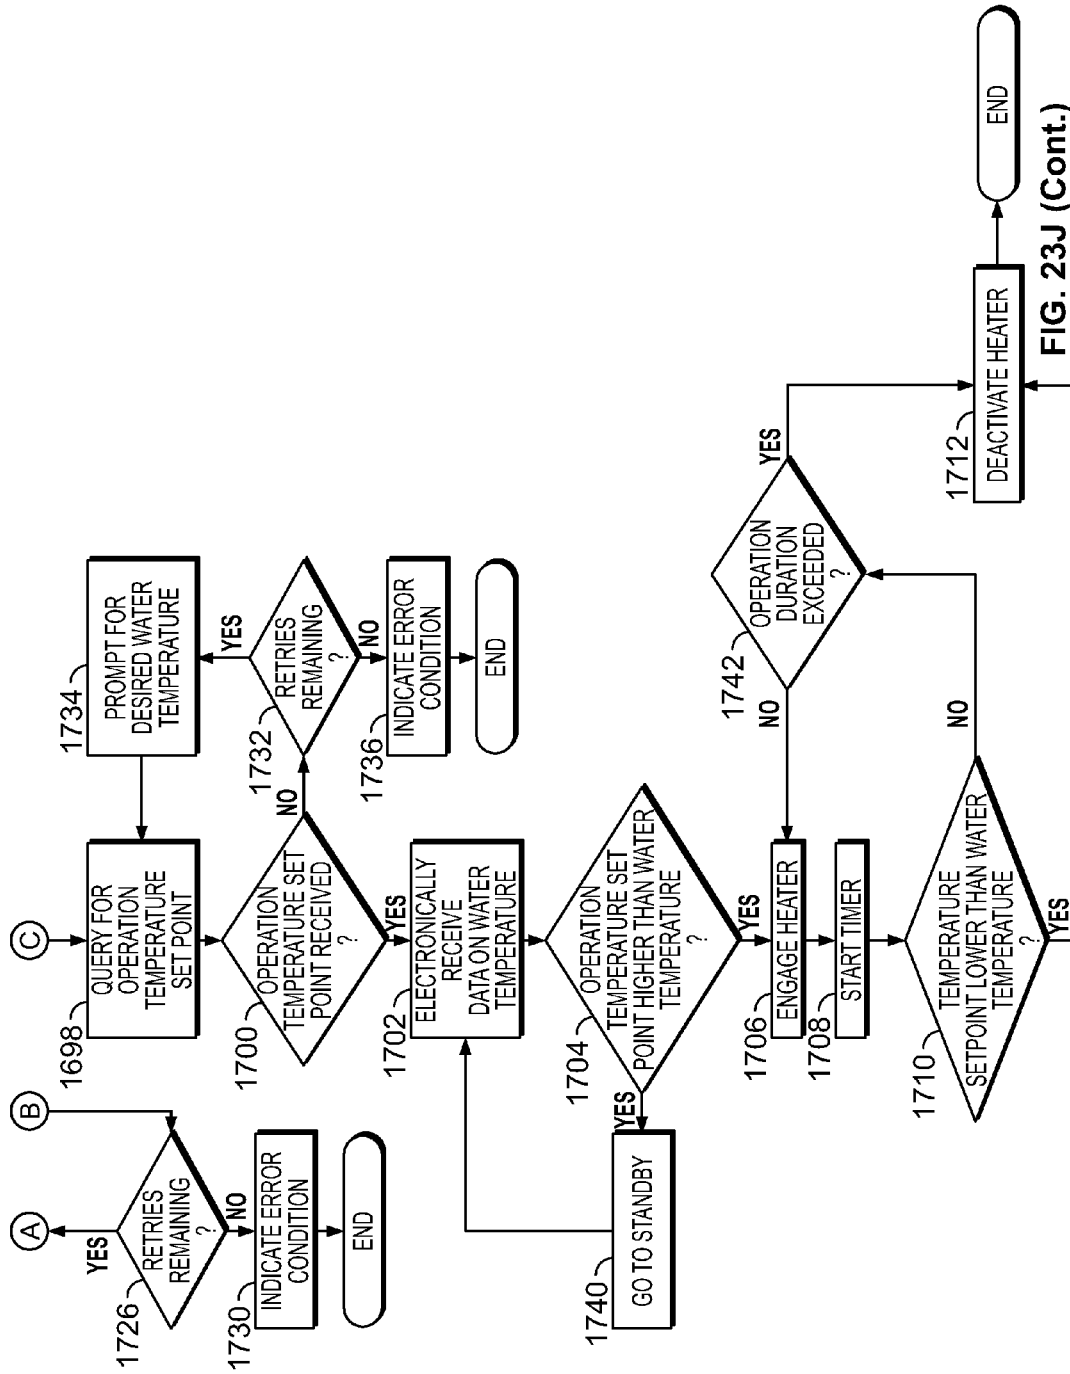 A
YES
B
1726
RETRIES
REMAINING
?
NO
1730
INDICATE ERROR
CONDITION
END
C
1698
QUERY FOR
OPERATION
TEMPERATURE
SET POINT
1734
PROMPT FOR
DESIRED WATER
TEMPERATURE
YES
1732
RETRIES
REMAINING
?
NO
1736
INDICATE ERROR
CONDITION
END
1700
OPERATION
TEMPERATURE SET
POINT RECEIVED
?
NO
YES
1702
ELECTRONICALLY
RECEIVE
DATA ON WATER
TEMPERATURE
1704
OPERATION
TEMPERATURE SET
POINT HIGHER THAN WATER
TEMPERATURE
?
YES
YES
1740
GO TO STANDBY
1706
ENGAGE HEATER
1708
START TIMER
1710
TEMPERATURE
SETPOINT LOWER THAN WATER
TEMPERATURE
?
NO
YES
1742
OPERATION
DURATION
EXCEEDED
?
NO
YES
1712
DEACTIVATE HEATER
END
FIG. 23J (Cont.)